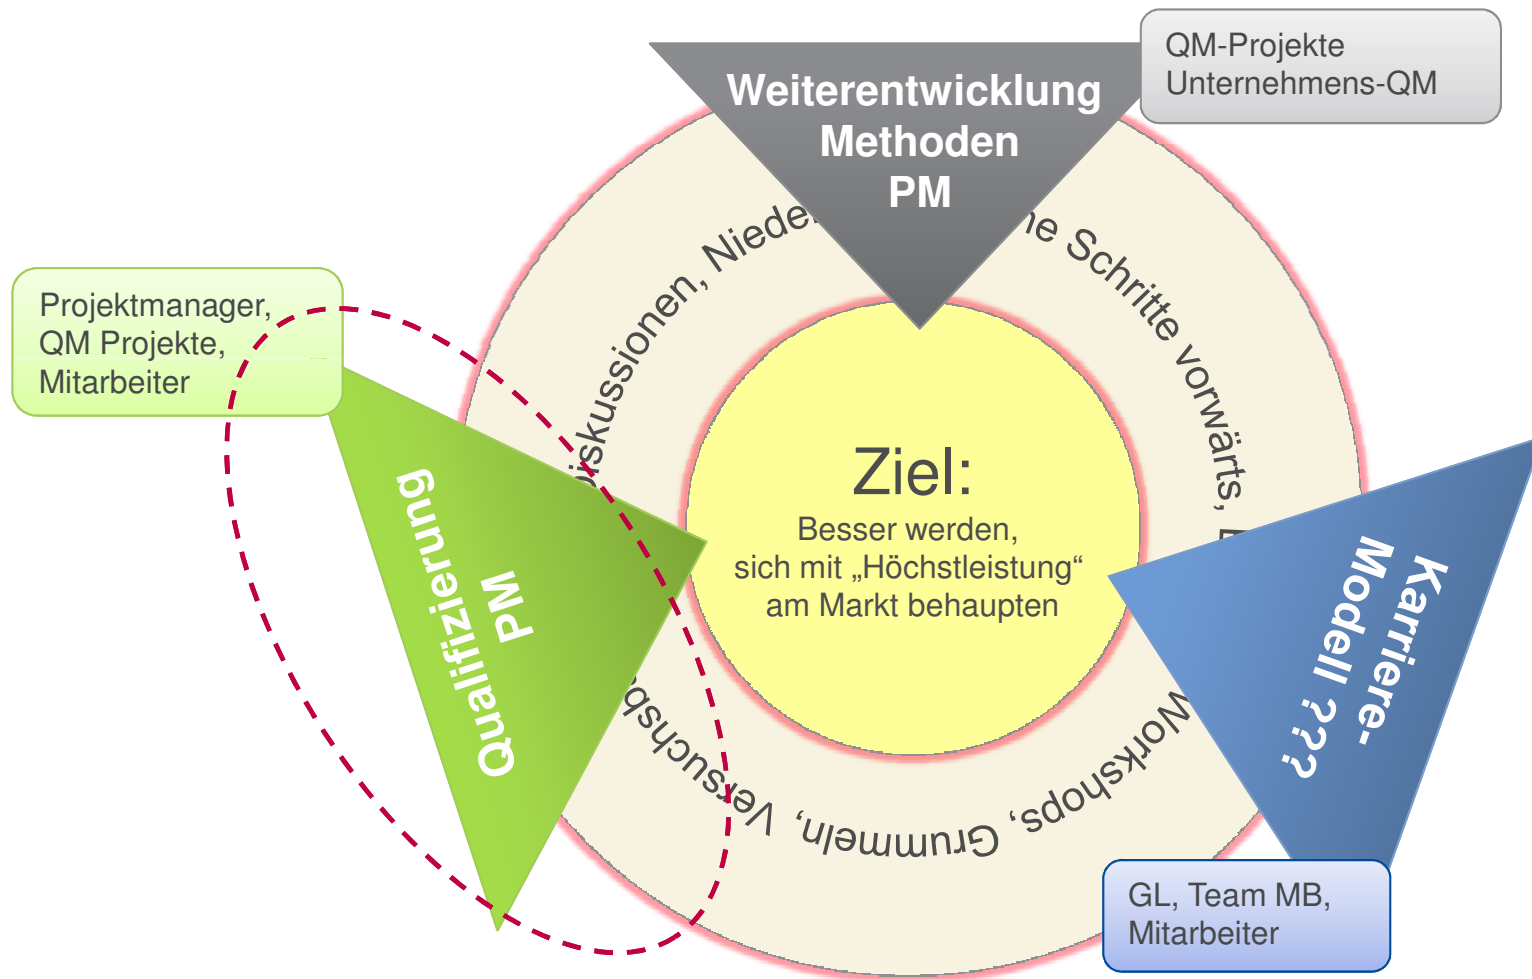 QM-Projekte
Unternehmens-QM
Weiterentwicklung
Methoden
PM
Projektmanager,
QM Projekte,
Mitarbeiter
Qualifizierung
PM
Ziel:
Besser werden,
sich mit „Höchstleistung“
am Markt behaupten
Karriere-
Modell ???
GL, Team MB,
Mitarbeiter
Schritte vorwärts,
Workshops, Grummeln,